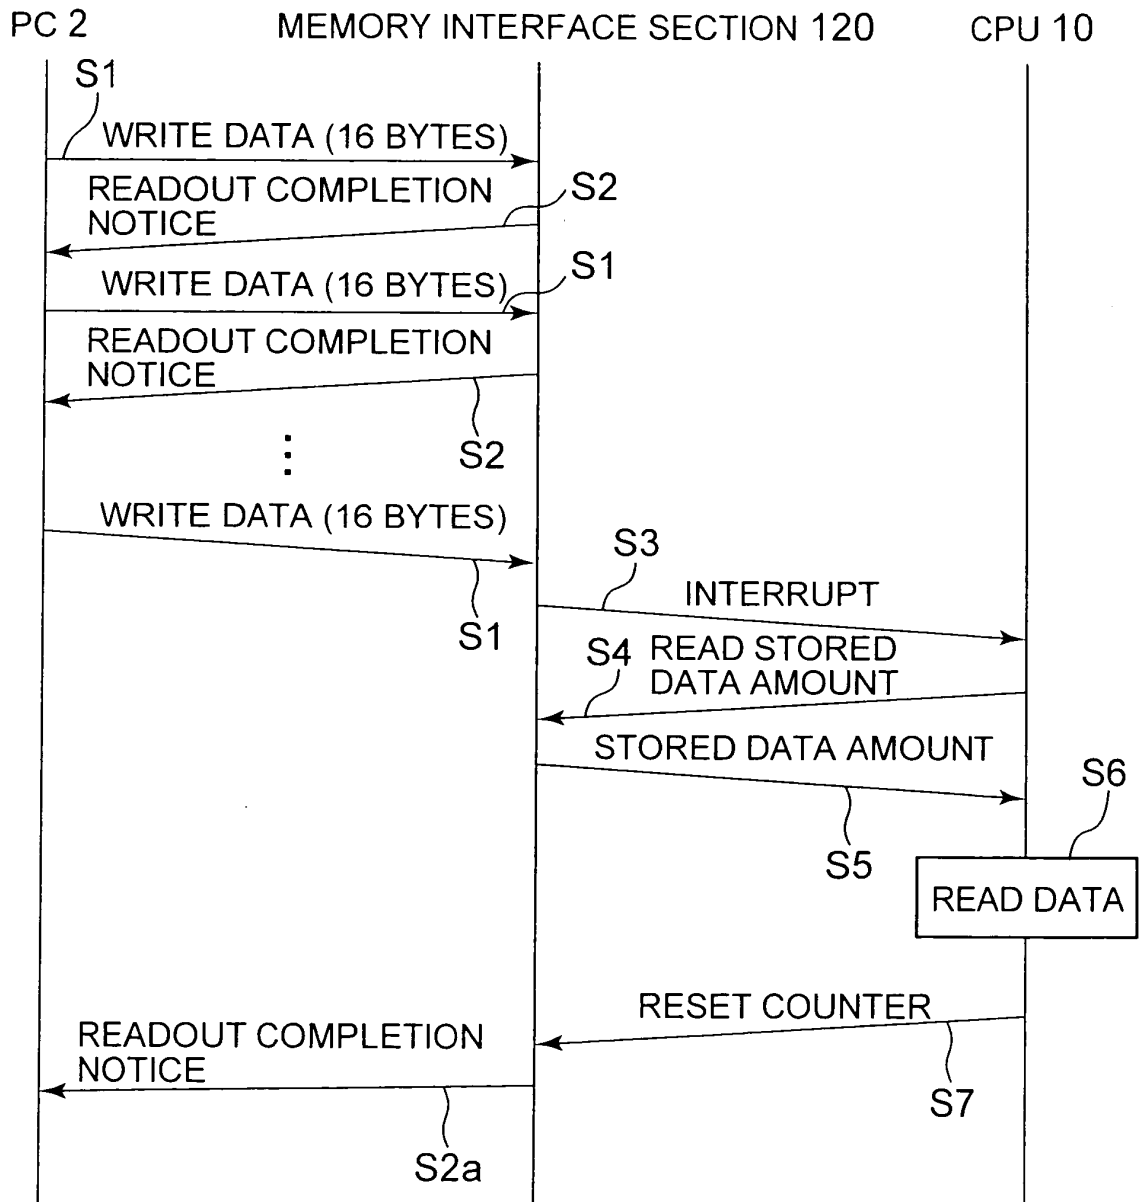 PC 2 MEMORY INTERFACE SECTION 120 CPU 10
S1
WRITE DATA (16 BYTES)
READOUT COMPLETION
NOTICE
S2
WRITE DATA (16 BYTES)
S1
READOUT COMPLETION
NOTICE
S2
⋮
WRITE DATA (16 BYTES)
S1
S3
INTERRUPT
S4
READ STORED
DATA AMOUNT
STORED DATA AMOUNT
S5
S6
READ DATA
RESET COUNTER
S7
READOUT COMPLETION
NOTICE
S2a